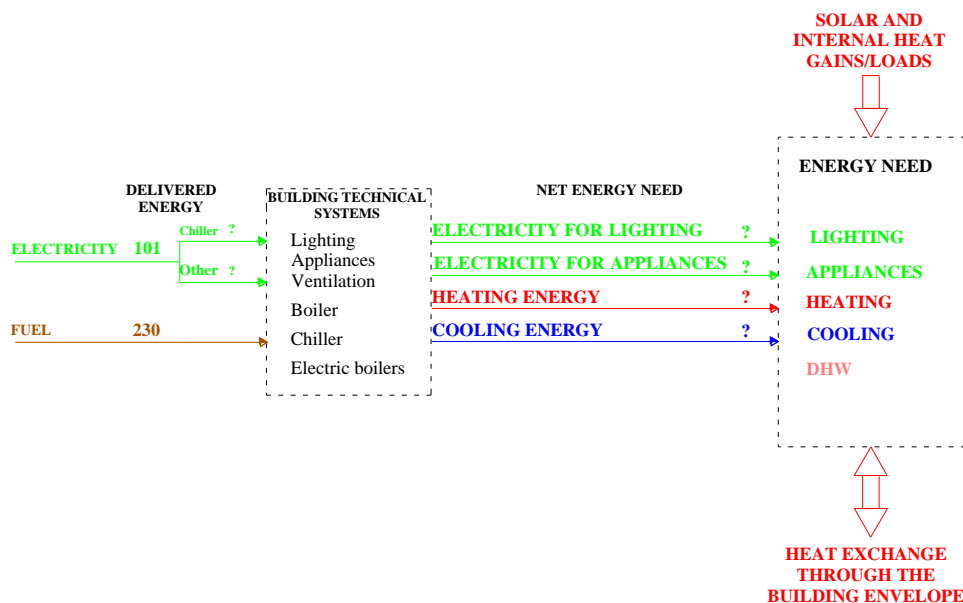 SOLAR AND
INTERNAL HEAT
GAINS/LOADS
ENERGY NEED
DELIVERED
ENERGY
BUILDING TECHNICAL
SYSTEMS
NET ENERGY NEED
Chiller ?
ELECTRICITY 101
Other ?
Lighting
Appliances
Ventilation
Boiler
Chiller
Electric boilers
FUEL 230
ELECTRICITY FOR LIGHTING ?
ELECTRICITY FOR APPLIANCES ?
HEATING ENERGY ?
COOLING ENERGY ?
LIGHTING
APPLIANCES
HEATING
COOLING
DHW
HEAT EXCHANGE
THROUGH THE
BUILDING ENVELOPE